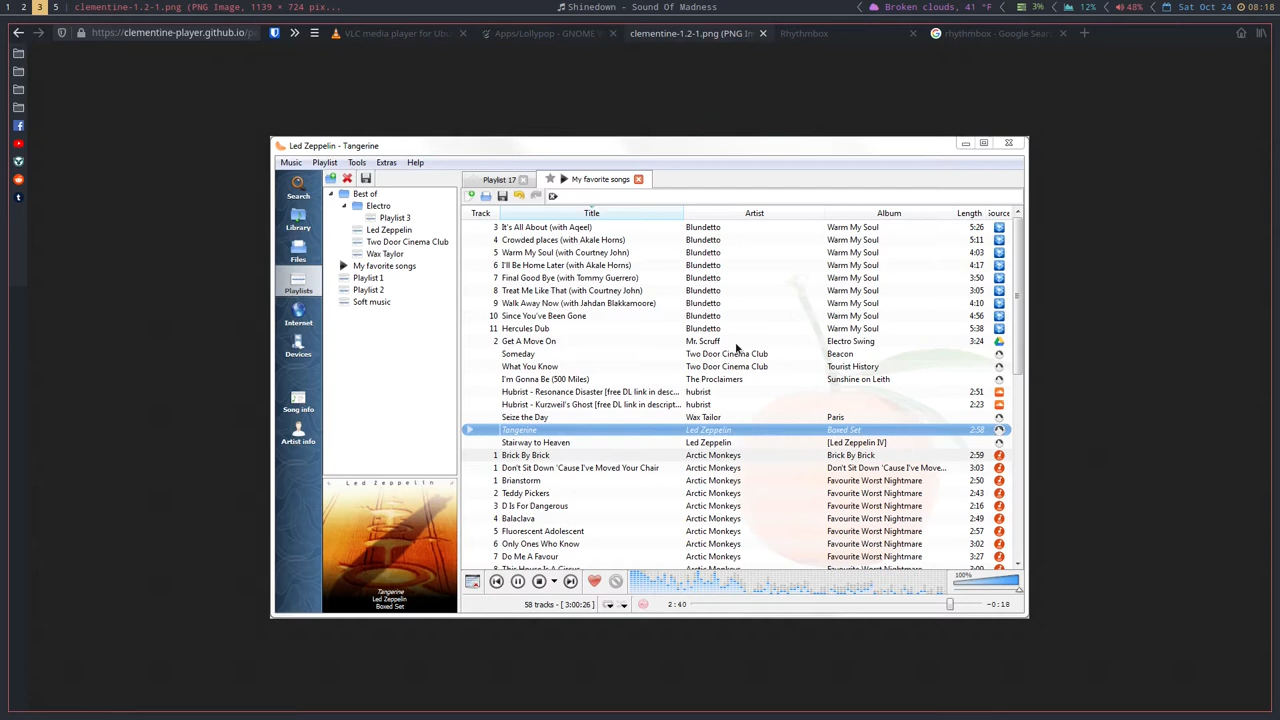 1 2 3 5 clementine-1.2-1.png (PNG Image, 1139 × 724 pix... Shinedown - Sound Of Madness Broken clouds, 41 °F 3% 12% 48% Sat Oct 24 08:18
https://clementine-player.github.io/p VLC media player for Ub Apps/Lollypop - GNOME W clementine-1.2-1.png (PNG Im Rhythmbox rhythmbox - Google Sear
Led Zeppelin - Tangerine
Music Playlist Tools Extras Help
Playlist 17 My favorite songs
Search
Library
Files
Playlists
Internet
Devices
Song info
Artist info
Best of
Electro
Playlist 3
Led Zeppelin
Two Door Cinema Club
Wax Taylor
My favorite songs
Playlist 1
Playlist 2
Soft music
Track Title Artist Album Length Source
3 It's All About (with Aqeel) Blundetto Warm My Soul 5:26
4 Crowded places (with Akale Horns) Blundetto Warm My Soul 5:11
5 Warm My Soul (with Courtney John) Blundetto Warm My Soul 4:03
6 I'll Be Home Later (with Akale Horns) Blundetto Warm My Soul 4:17
7 Final Good Bye (with Tommy Guerrero) Blundetto Warm My Soul 3:50
8 Treat Me Like That (with Courtney John) Blundetto Warm My Soul 3:05
9 Walk Away Now (with Jahdan Blakkamoore) Blundetto Warm My Soul 4:10
10 Since You've Been Gone Blundetto Warm My Soul 4:56
11 Hercules Dub Blundetto Warm My Soul 5:38
2 Get A Move On Mr. Scruff Electro Swing 3:24
Someday Two Door Cinema Club Beacon
What You Know Two Door Cinema Club Tourist History
I'm Gonna Be (500 Miles) The Proclaimers Sunshine on Leith
Hubrist - Resonance Disaster [free DL link in desc... hubrist 2:51
Hubrist - Kurzweil's Ghost [free DL link in descript... hubrist 2:23
Seize the Day Wax Tailor Paris
Tangerine Led Zeppelin Boxed Set 2:58
Stairway to Heaven Led Zeppelin [Led Zeppelin IV]
1 Brick By Brick Arctic Monkeys Brick By Brick 2:59
1 Don't Sit Down 'Cause I've Moved Your Chair Arctic Monkeys Don't Sit Down 'Cause I've Move... 3:03
1 Brianstorm Arctic Monkeys Favourite Worst Nightmare 2:50
2 Teddy Pickers Arctic Monkeys Favourite Worst Nightmare 2:43
3 D Is For Dangerous Arctic Monkeys Favourite Worst Nightmare 2:16
4 Balaclava Arctic Monkeys Favourite Worst Nightmare 2:49
5 Fluorescent Adolescent Arctic Monkeys Favourite Worst Nightmare 2:57
6 Only Ones Who Know Arctic Monkeys Favourite Worst Nightmare 3:02
7 Do Me A Favour Arctic Monkeys Favourite Worst Nightmare 3:27
8 This House Is A Circus Arctic Monkeys Favourite Worst Nightmare 3:09
Led Zeppelin
Tangerine
Led Zeppelin
Boxed Set
100%
58 tracks - [ 3:00:26 ] 2:40 -0:18